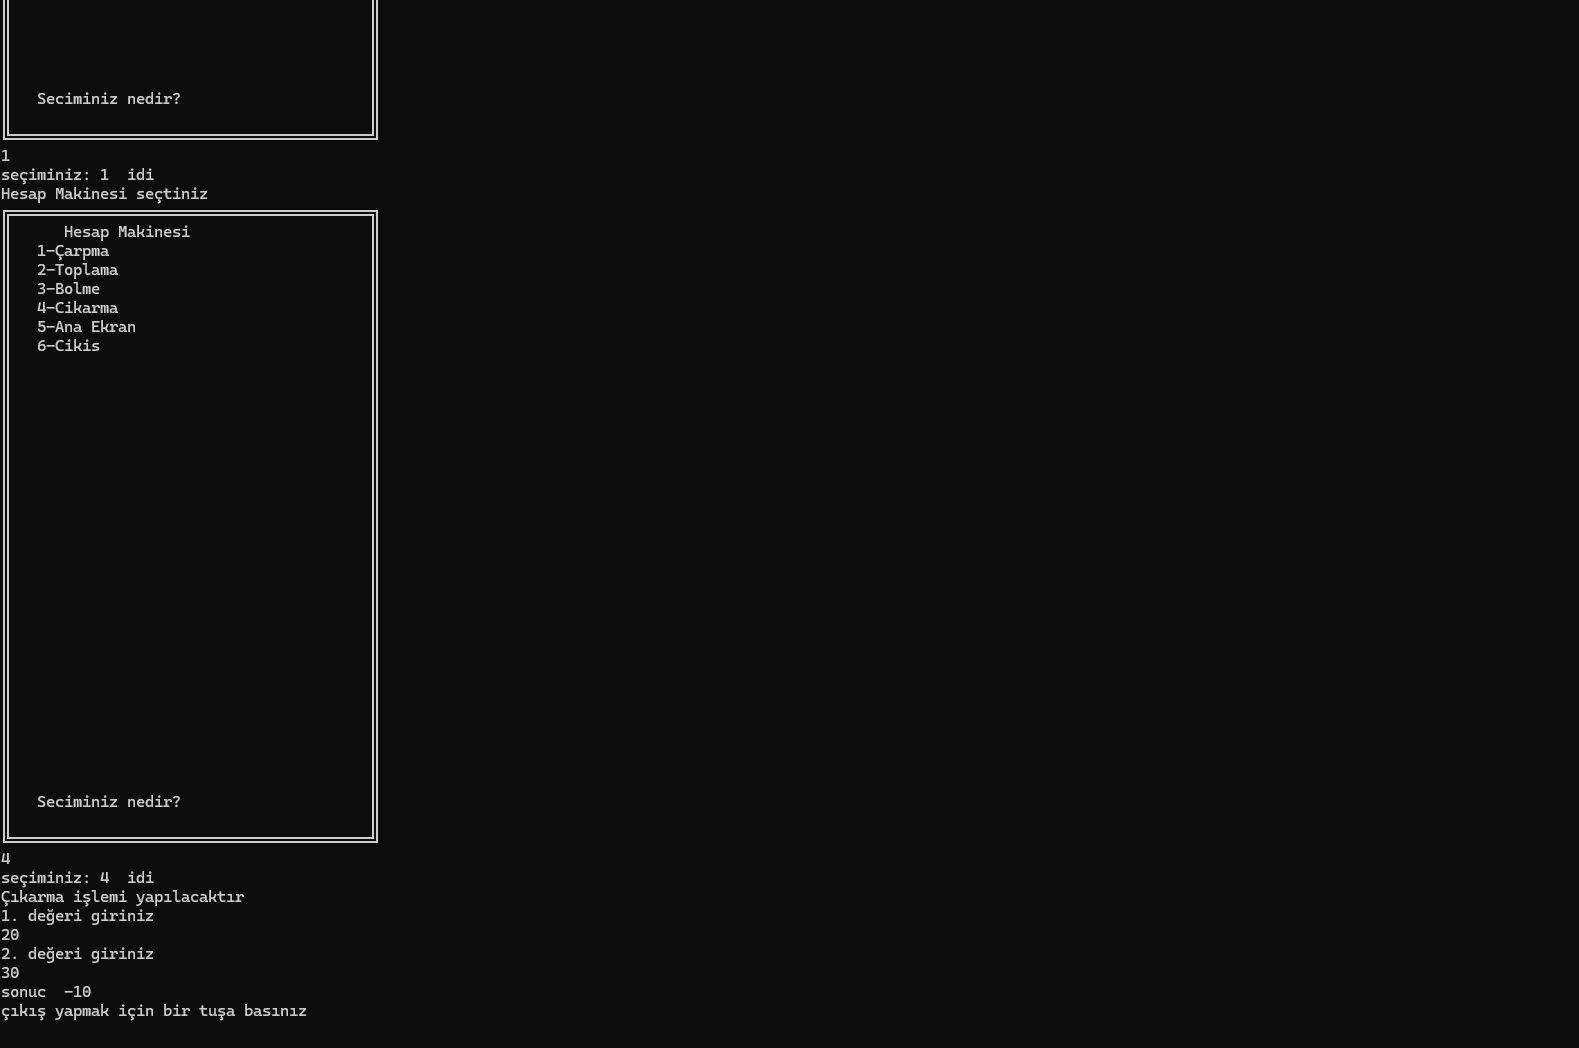 Seciminiz nedir?
1
seçiminiz: 1  idi
Hesap Makinesi seçtiniz
Hesap Makinesi
1-Çarpma
2-Toplama
3-Bolme
4-Cikarma
5-Ana Ekran
6-Cikis
Seciminiz nedir?
4
seçiminiz: 4  idi
Çıkarma işlemi yapılacaktır
1. değeri giriniz
20
2. değeri giriniz
30
sonuc  -10
çıkış yapmak için bir tuşa basınız